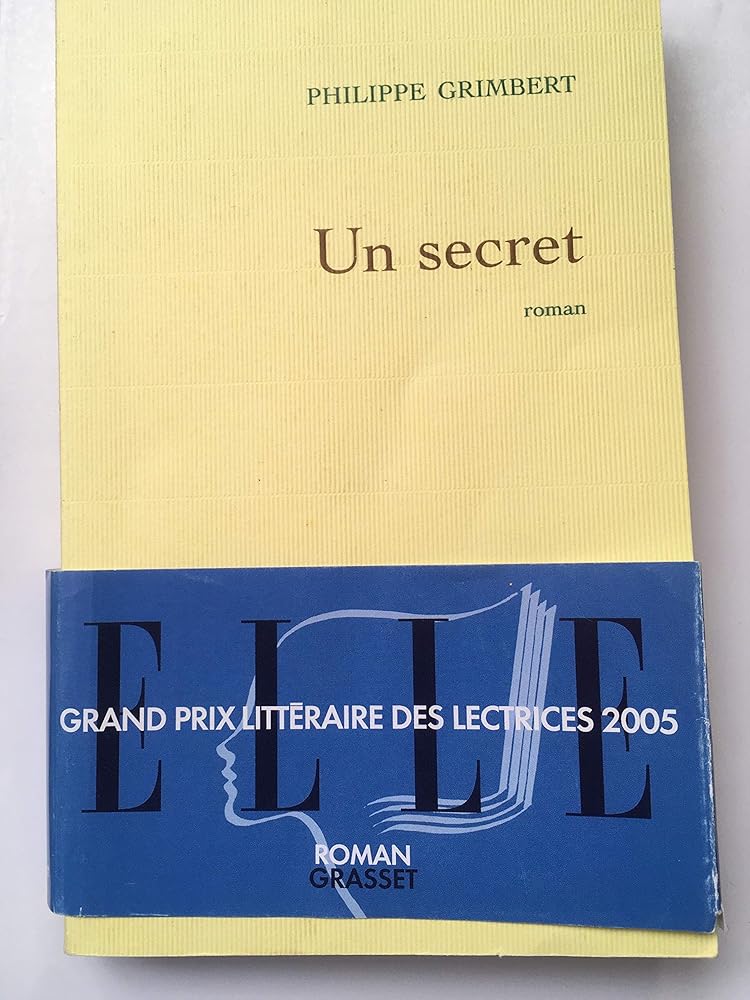 PHILIPPE GRIMBERT
Un secret
roman
ELLE
GRAND PRIX LITTÉRAIRE DES LECTRICES 2005
ROMAN
GRASSET